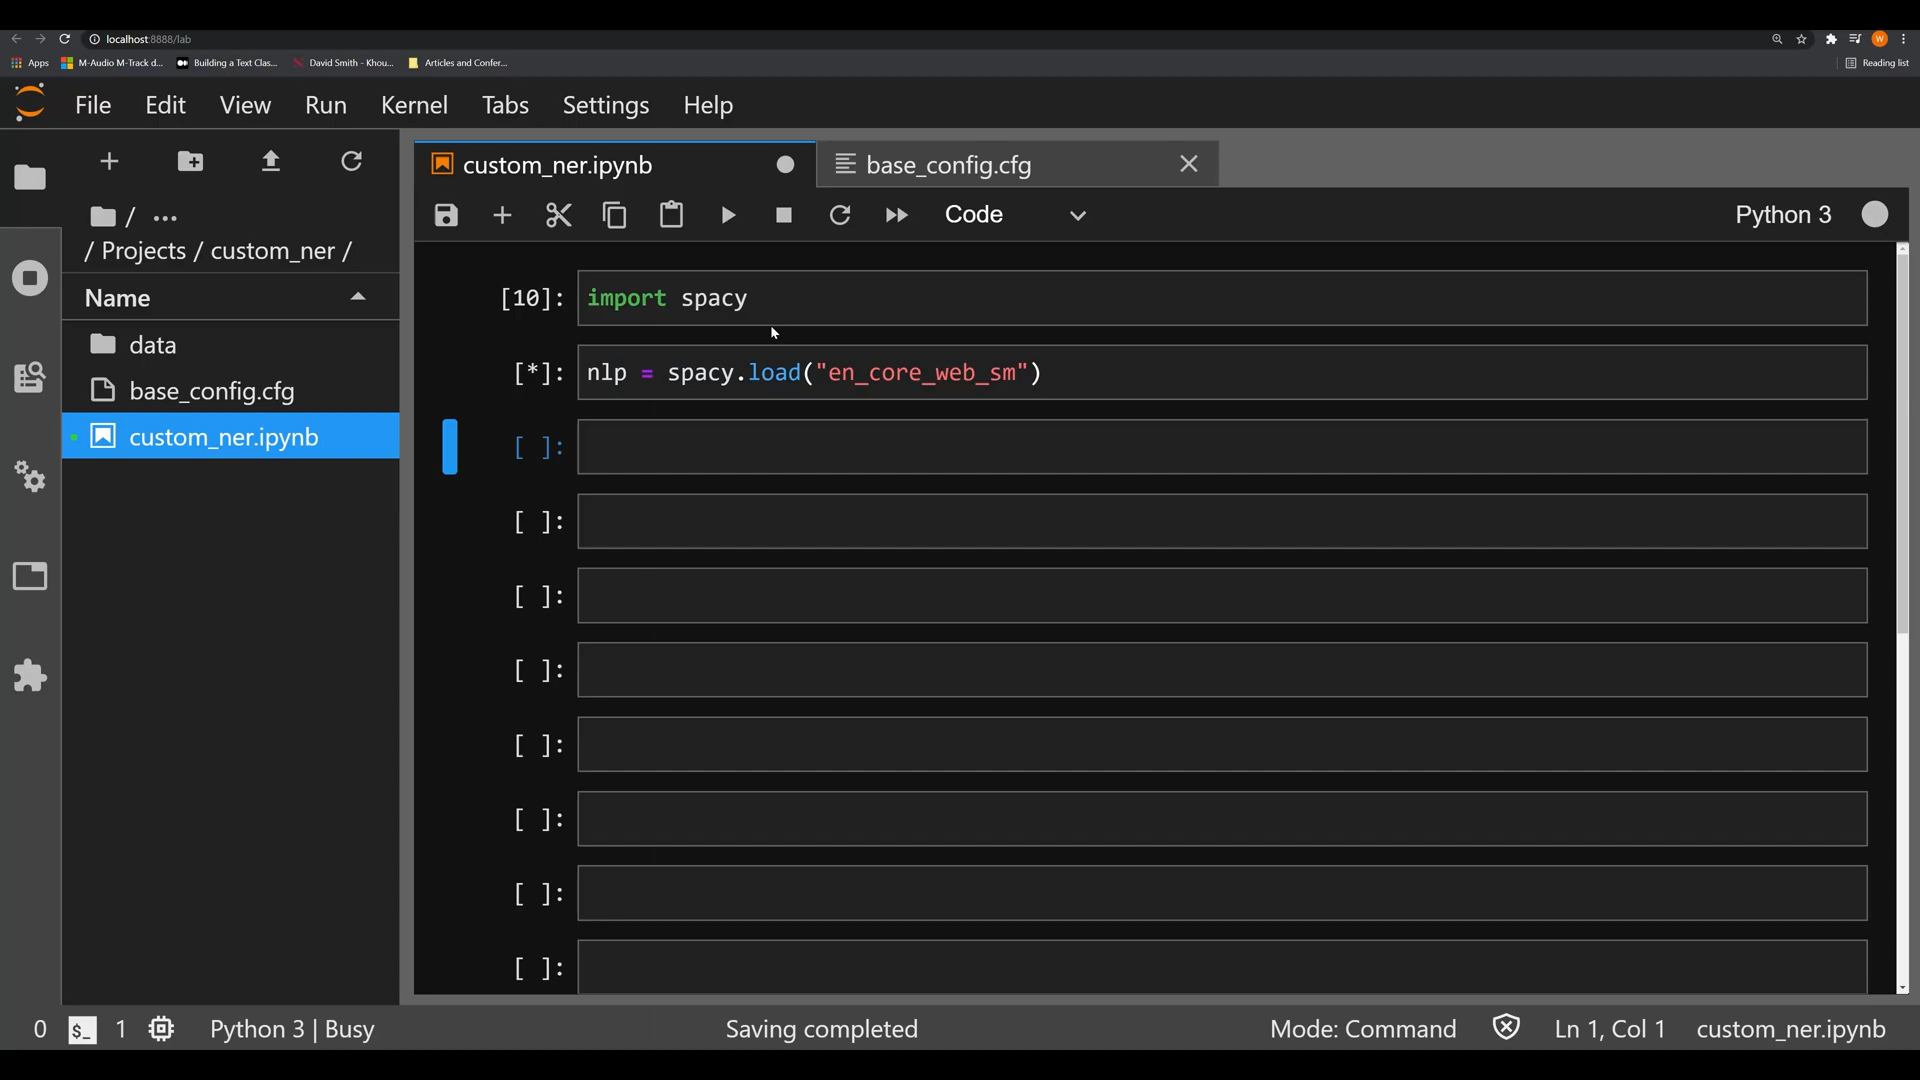 localhost:8888/lab
Apps M-Audio M-Track d... Building a Text Clas... David Smith - Khou... Articles and Confer... Reading list
W
File Edit View Run Kernel Tabs Settings Help
custom_ner.ipynb base_config.cfg
Code Python 3
/ ...
/ Projects / custom_ner /
Name
data
base_config.cfg
custom_ner.ipynb
[10]: import spacy
[*]: nlp = spacy.load("en_core_web_sm")
[ ]:
[ ]:
[ ]:
[ ]:
[ ]:
[ ]:
[ ]:
[ ]:
0 $_ 1 Python 3 | Busy Saving completed Mode: Command Ln 1, Col 1 custom_ner.ipynb